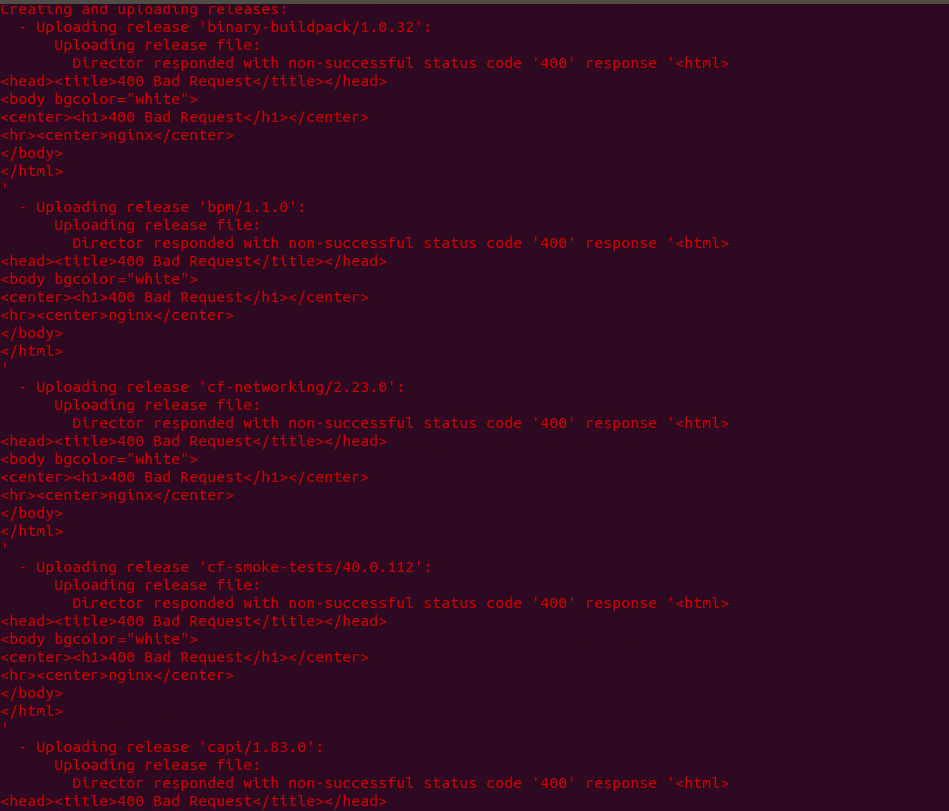 Creating and uploading releases:
  - Uploading release 'binary-buildpack/1.0.32':
      Uploading release file:
        Director responded with non-successful status code '400' response '<html>
<head><title>400 Bad Request</title></head>
<body bgcolor="white">
<center><h1>400 Bad Request</h1></center>
<hr><center>nginx</center>
</body>
</html>
'
  - Uploading release 'bpm/1.1.0':
      Uploading release file:
        Director responded with non-successful status code '400' response '<html>
<head><title>400 Bad Request</title></head>
<body bgcolor="white">
<center><h1>400 Bad Request</h1></center>
<hr><center>nginx</center>
</body>
</html>
'
  - Uploading release 'cf-networking/2.23.0':
      Uploading release file:
        Director responded with non-successful status code '400' response '<html>
<head><title>400 Bad Request</title></head>
<body bgcolor="white">
<center><h1>400 Bad Request</h1></center>
<hr><center>nginx</center>
</body>
</html>
'
  - Uploading release 'cf-smoke-tests/40.0.112':
      Uploading release file:
        Director responded with non-successful status code '400' response '<html>
<head><title>400 Bad Request</title></head>
<body bgcolor="white">
<center><h1>400 Bad Request</h1></center>
<hr><center>nginx</center>
</body>
</html>
'
  - Uploading release 'capi/1.83.0':
      Uploading release file:
        Director responded with non-successful status code '400' response '<html>
<head><title>400 Bad Request</title></head>